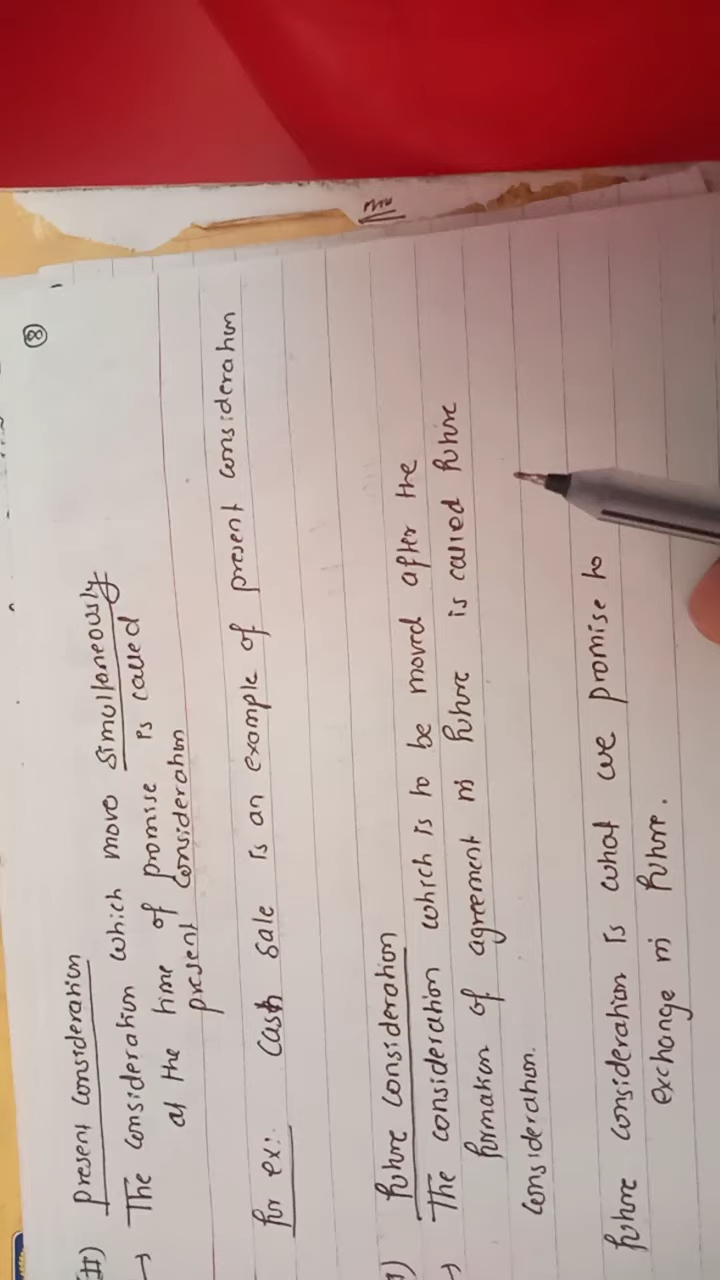 ⑧
II) present consideration
→ The consideration which move simultaneously
at the time of promise is called
present consideration
for ex:. Cash sale is an example of present consideration
) future consideration
→ The consideration which is to be moved after the
formation of agreement in future is called future
consideration.
future consideration is what we promise to
exchange in future.